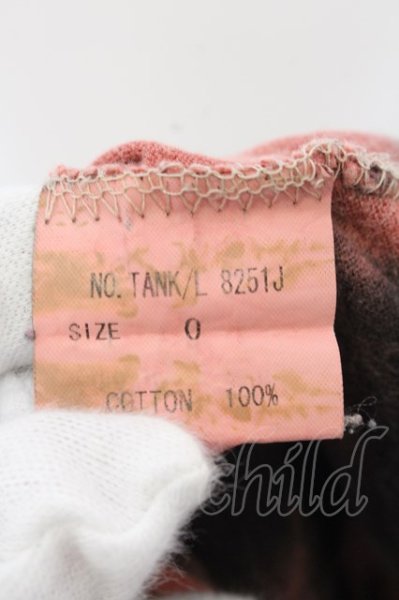 NO. TANK/L 8251J
SIZE 0
COTTON 100%
child